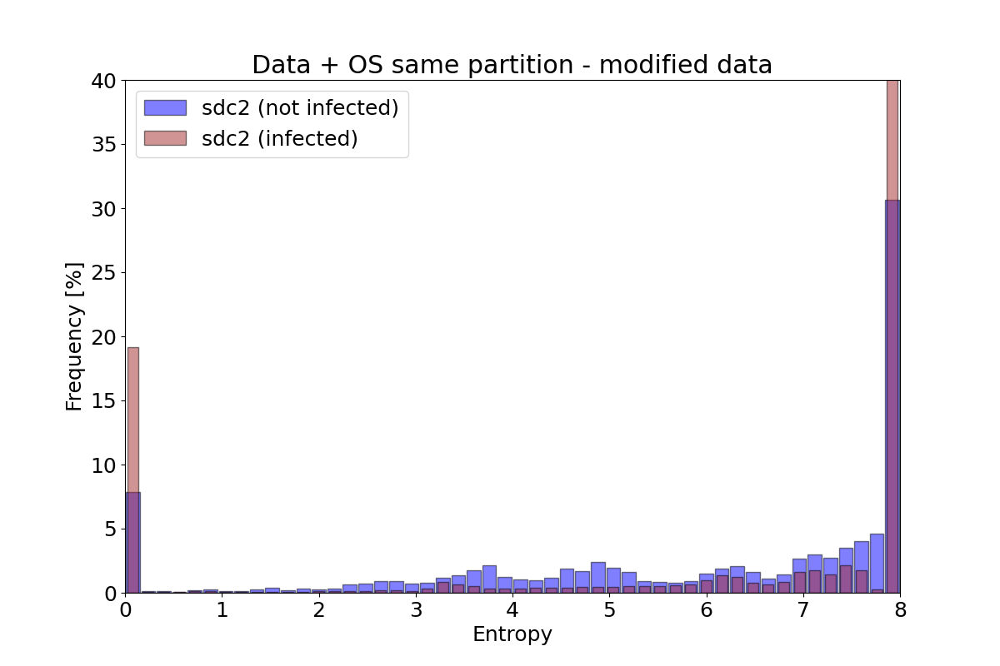 Data + OS same partition - modified data
sdc2 (not infected)
sdc2 (infected)
Frequency [%]
40
35
30
25
20
15
10
5
0
0 1 2 3 4 5 6 7 8
Entropy